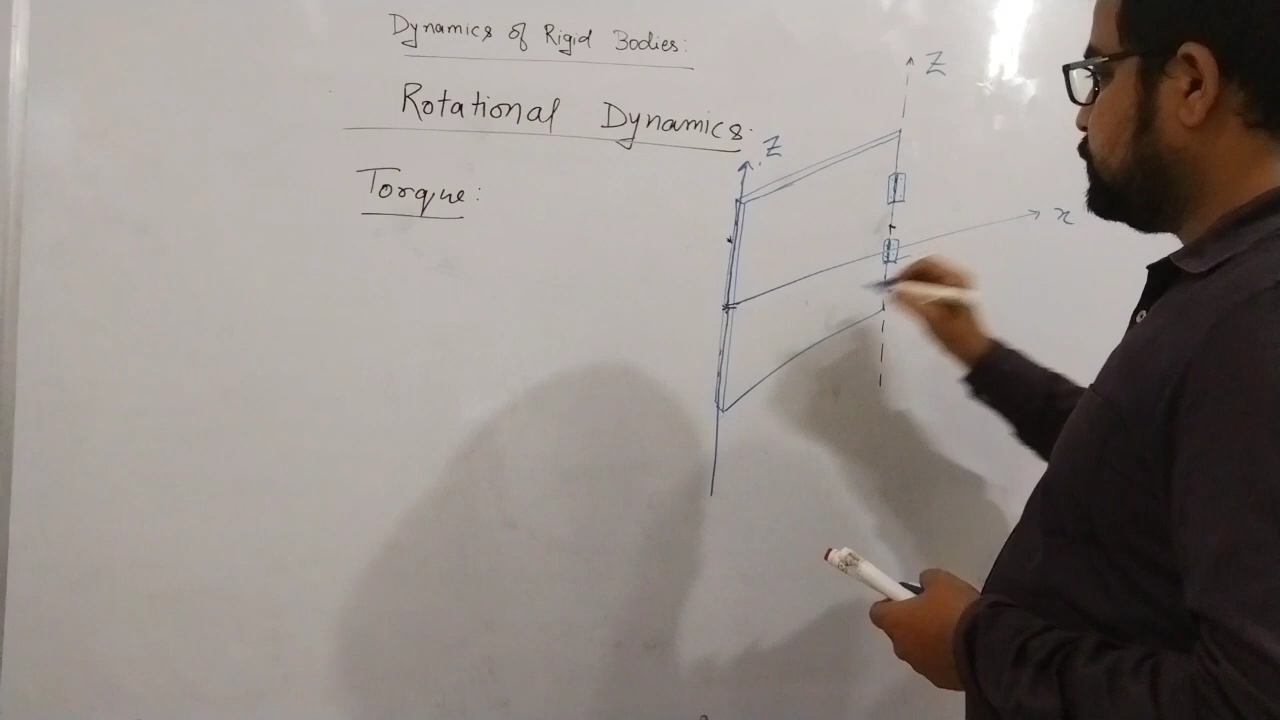 Dynamics of Rigid Bodies:
Rotational Dynamics.
Torque:
Z
Z
x